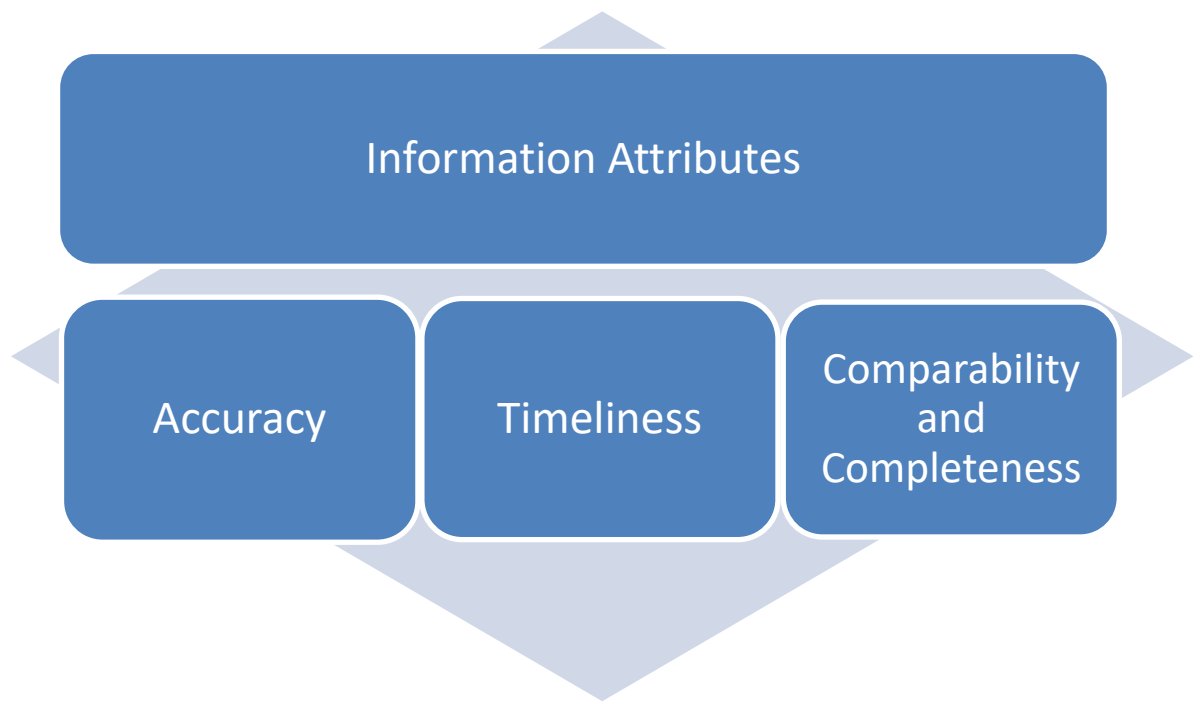 Information Attributes
Accuracy
Timeliness
Comparability
and
Completeness